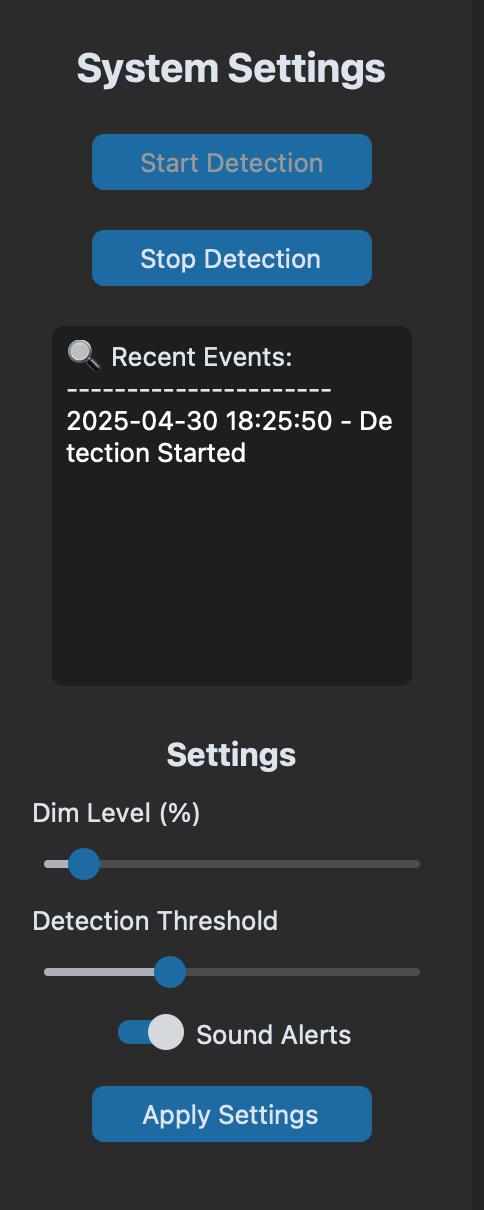 System Settings
Start Detection
Stop Detection
🔍 Recent Events:
----------------------
2025-04-30 18:25:50 - De
tection Started
Settings
Dim Level (%)
Detection Threshold
Sound Alerts
Apply Settings